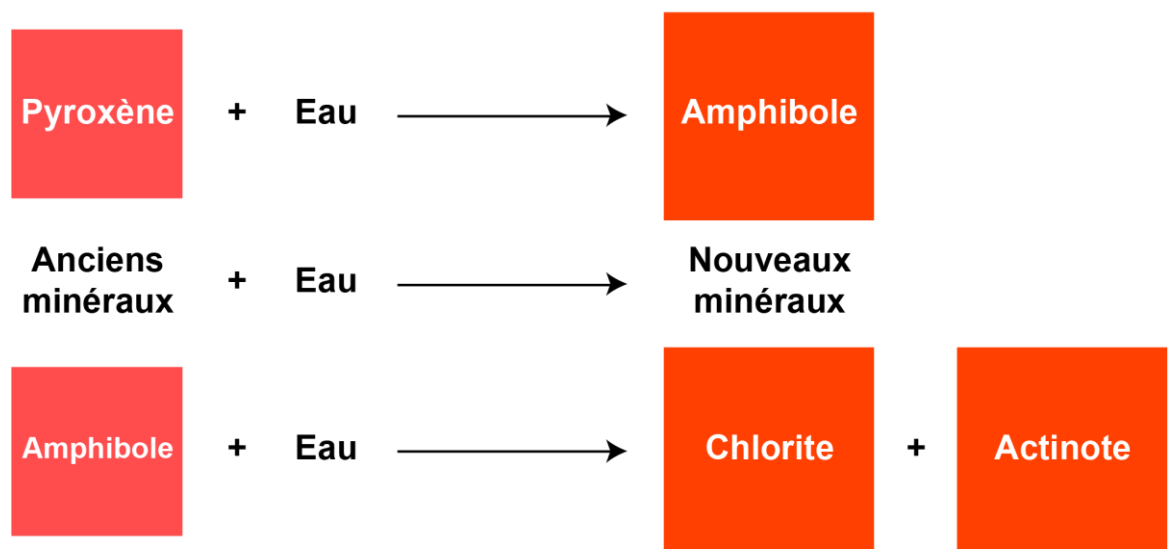 Pyroxène + Eau Amphibole
Anciens
minéraux + Eau Nouveaux
minéraux
Amphibole + Eau Chlorite + Actinote